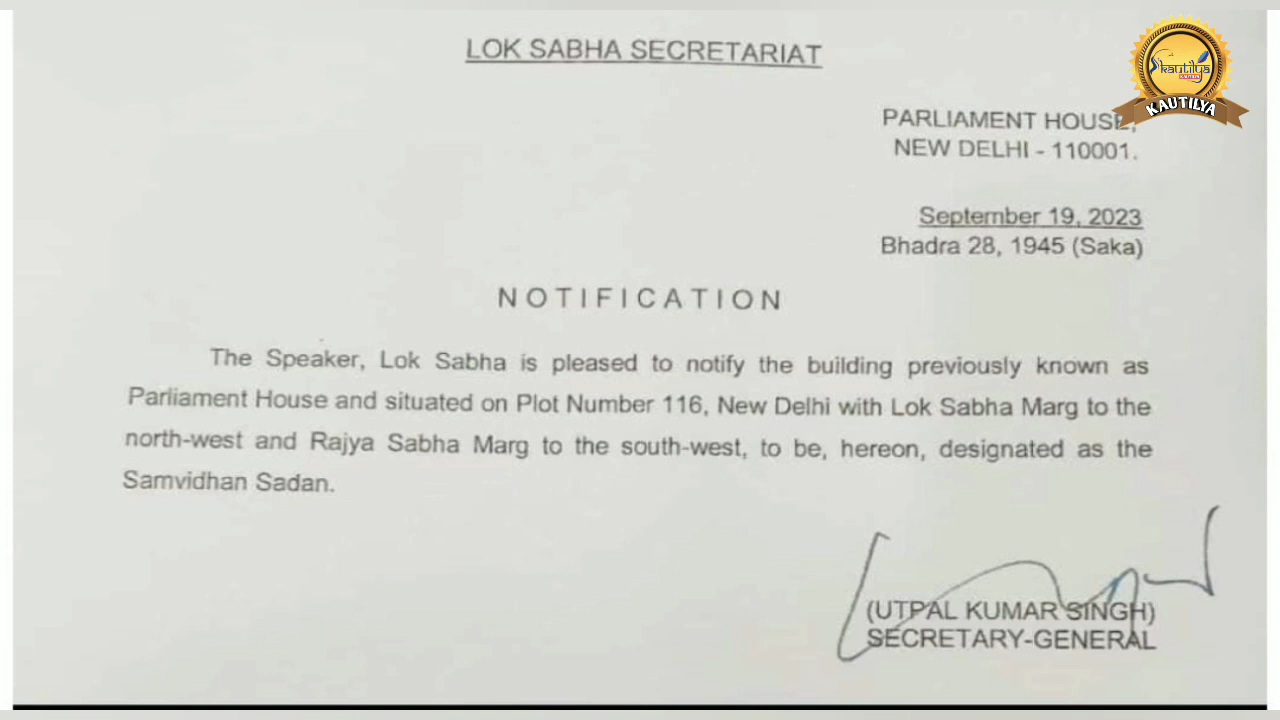 LOK SABHA SECRETARIAT
kautilya
KAUTILYA
PARLIAMENT HOUSE,
NEW DELHI - 110001.
September 19, 2023
Bhadra 28, 1945 (Saka)
NOTIFICATION
The Speaker, Lok Sabha is pleased to notify the building previously known as
Parliament House and situated on Plot Number 116, New Delhi with Lok Sabha Marg to the
north-west and Rajya Sabha Marg to the south-west, to be, hereon, designated as the
Samvidhan Sadan.
(UTPAL KUMAR SINGH)
SECRETARY-GENERAL